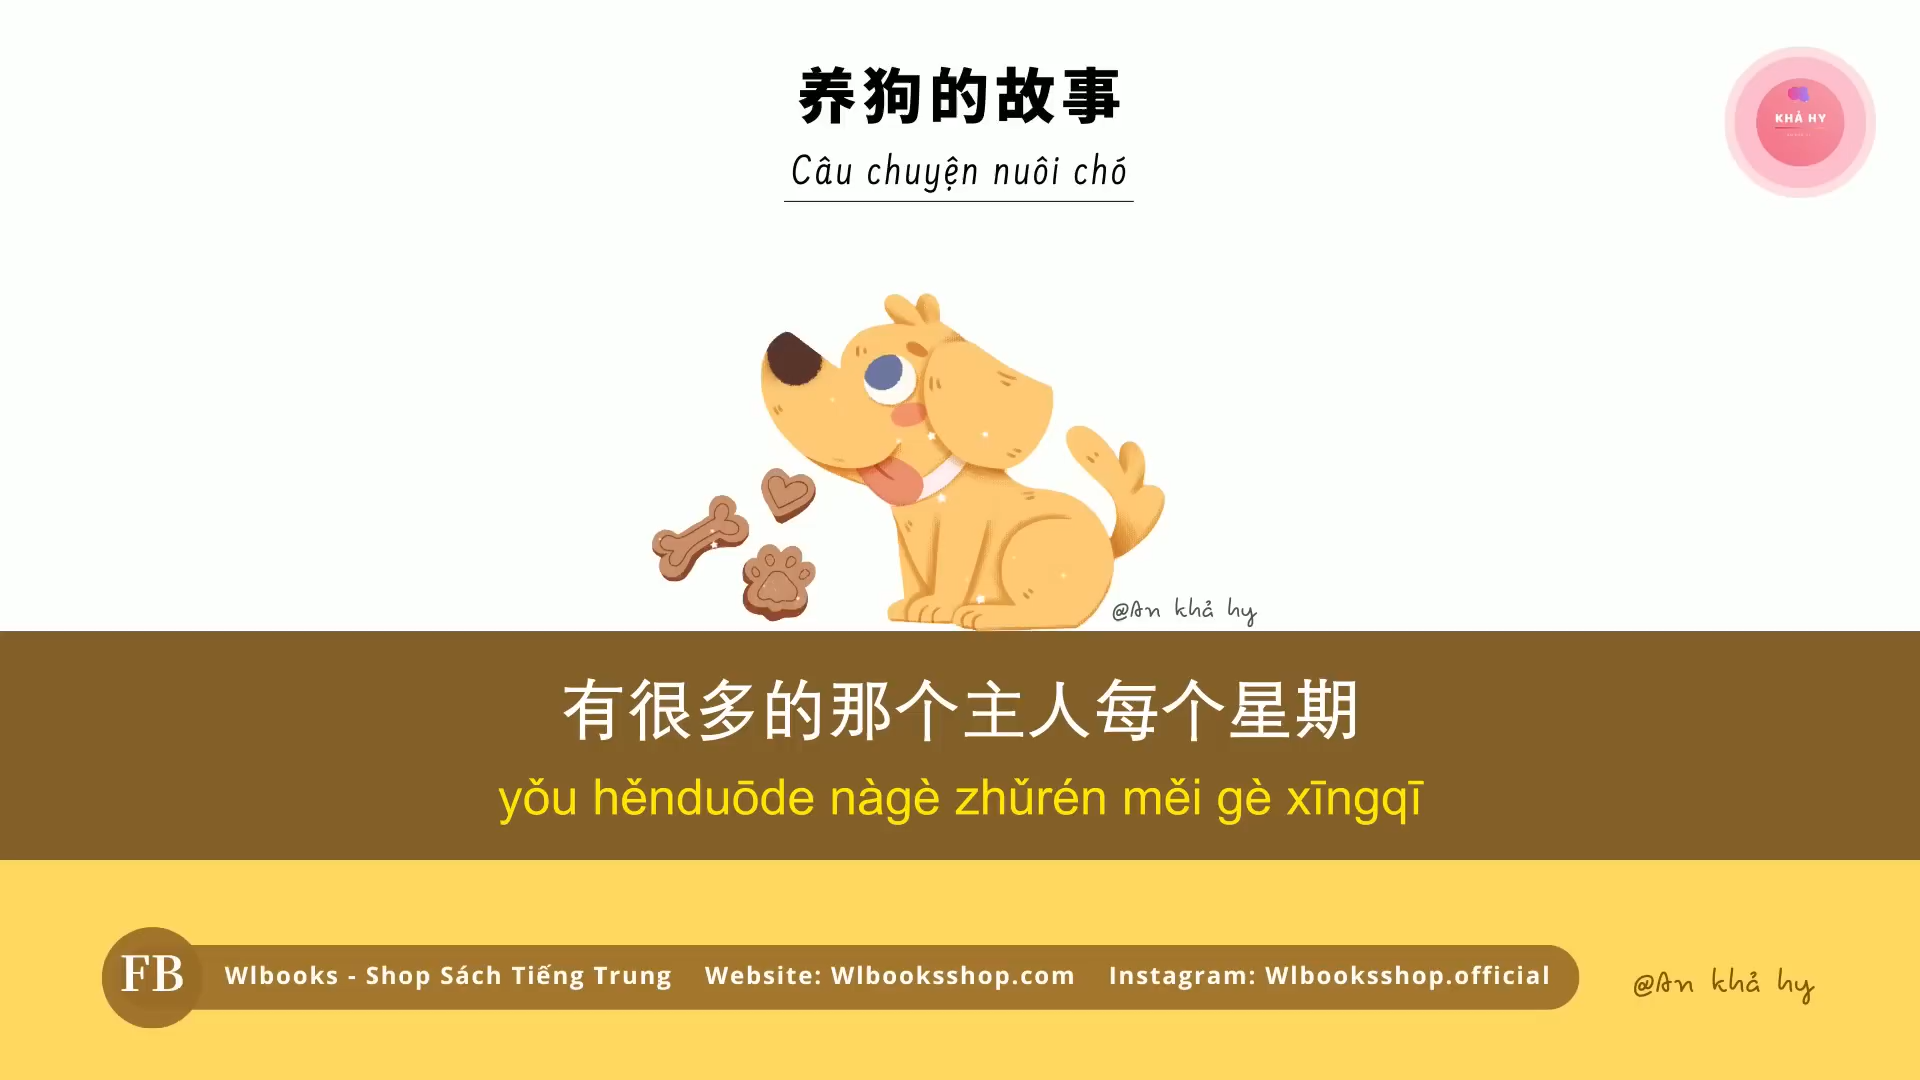 养狗的故事
Câu chuyện nuôi chó
KHẢ HY
@An khả hy
有很多的那个主人每个星期
yǒu hěnduōde nàgè zhǔrén měi gè xīngqī
FB
Wlbooks - Shop Sách Tiếng Trung Website: Wlbooksshop.com Instagram: Wlbooksshop.official
@An khả hy